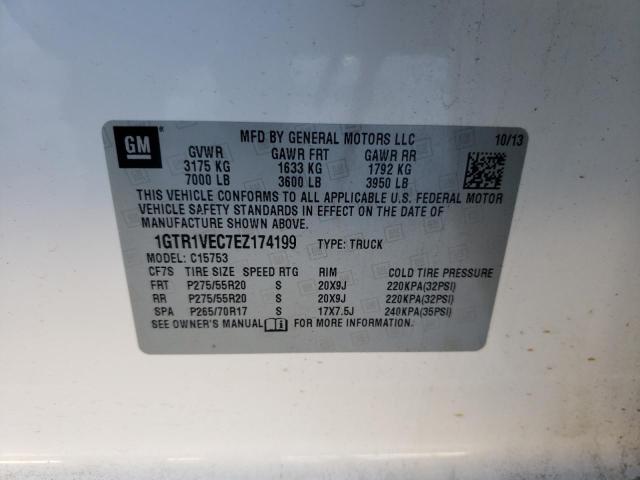 GM
MFD BY GENERAL MOTORS LLC 10/13
GVWR GAWR FRT GAWR RR
3175 KG 1633 KG 1792 KG
7000 LB 3600 LB 3950 LB
THIS VEHICLE CONFORMS TO ALL APPLICABLE U.S. FEDERAL MOTOR
VEHICLE SAFETY STANDARDS IN EFFECT ON THE DATE OF
MANUFACTURE SHOWN ABOVE.
1GTR1VEC7EZ174199 TYPE: TRUCK
MODEL: C15753
CF7S TIRE SIZE SPEED RTG RIM COLD TIRE PRESSURE
FRT P275/55R20 S 20X9J 220KPA(32PSI)
RR P275/55R20 S 20X9J 220KPA(32PSI)
SPA P265/70R17 S 17X7.5J 240KPA(35PSI)
SEE OWNER'S MANUAL FOR MORE INFORMATION.